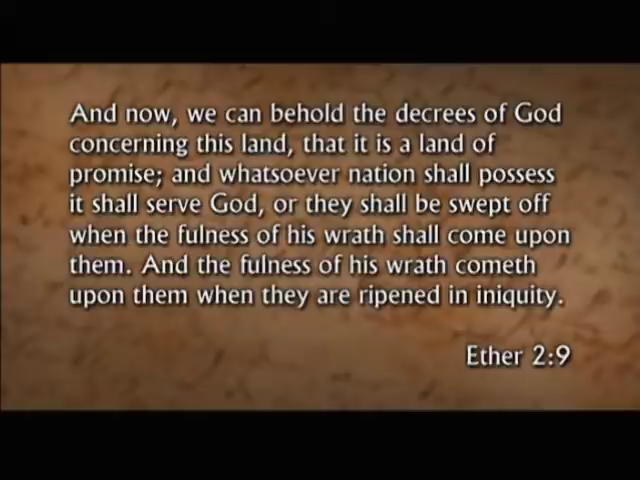 And now, we can behold the decrees of God
concerning this land, that it is a land of
promise; and whatsoever nation shall possess
it shall serve God, or they shall be swept off
when the fulness of his wrath shall come upon
them. And the fulness of his wrath cometh
upon them when they are ripened in iniquity.
Ether 2:9